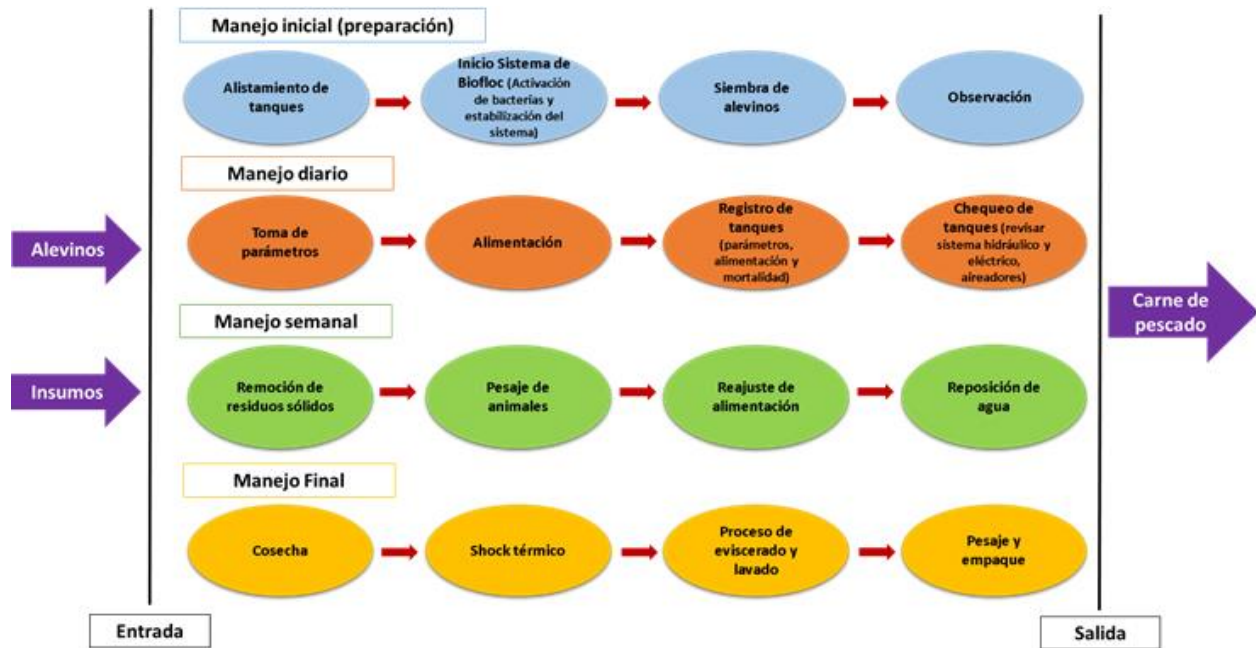 Manejo inicial (preparación)
Alistamiento de
tanques
Inicio Sistema de
Biofloc (Activación
de bacterias y
estabilización del
sistema)
Siembra de
alevinos
Observación
Manejo diario
Alevinos
Toma de
parámetros
Alimentación
Registro de
tanques
(parámetros,
alimentación y
mortalidad)
Chequeo de
tanques (revisar
sistema hidráulico y
eléctrico,
aireadores)
Carne de
pescado
Manejo semanal
Insumos
Remoción de
residuos sólidos
Pesaje de
animales
Reajuste de
alimentación
Reposición de
agua
Manejo Final
Cosecha
Shock térmico
Proceso de
eviscerado y
lavado
Pesaje y
empaque
Entrada
Salida